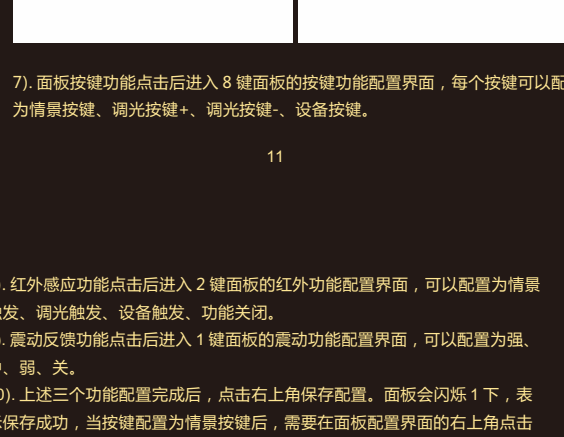 7). 面板按键功能点击后进入 8 键面板的按键功能配置界面，每个按键可以配
为情景按键、调光按键+、调光按键-、设备按键。
11
). 红外感应功能点击后进入 2 键面板的红外功能配置界面，可以配置为情景
发、调光触发、设备触发、功能关闭。
). 震动反馈功能点击后进入 1 键面板的震动功能配置界面，可以配置为强、
、弱、关。
0). 上述三个功能配置完成后，点击右上角保存配置。面板会闪烁 1 下，表
保存成功，当按键配置为情景按键后，需要在面板配置界面的右上角点击